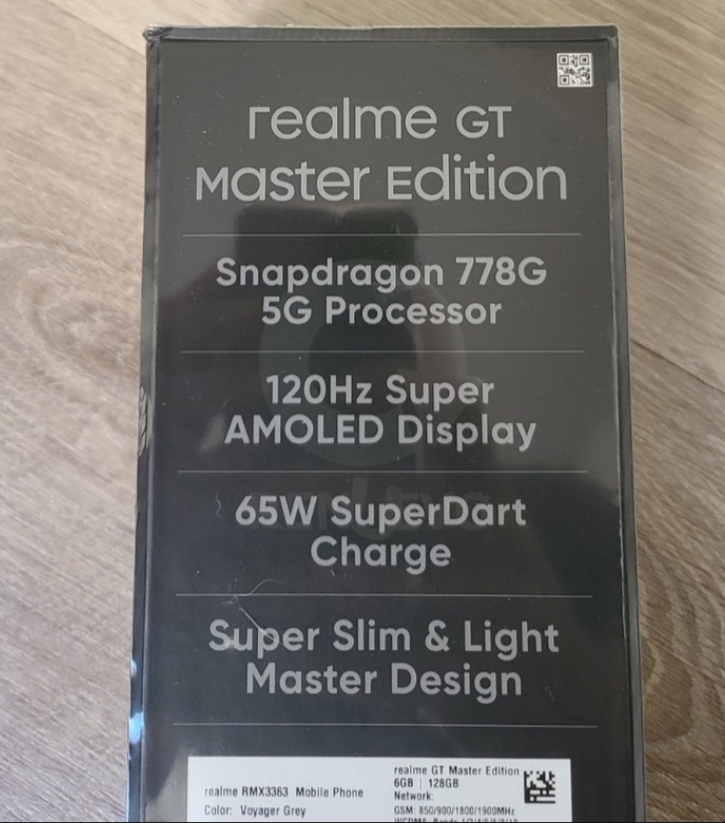 realme GT
Master Edition
Snapdragon 778G
5G Processor
120Hz Super
AMOLED Display
65W SuperDart
Charge
Super Slim & Light
Master Design
realme RMX3363 Mobile Phone
Color: Voyager Grey
realme GT Master Edition
6GB | 128GB
Network:
GSM: 850/900/1800/1900MHz